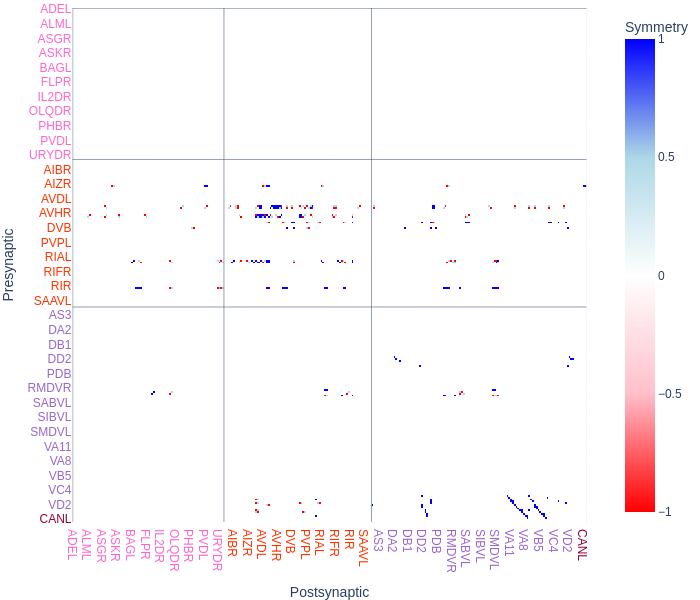 Symmetry
1
0.5
0
−0.5
−1
Presynaptic
ADEL
ALML
ASGR
ASKR
BAGL
FLPR
IL2DR
OLQDR
PHBR
PVDL
URYDR
AIBR
AIZR
AVDL
AVHR
DVB
PVPL
RIAL
RIFR
RIR
SAAVL
AS3
DA2
DB1
DD2
PDB
RMDVR
SABVL
SIBVL
SMDVL
VA11
VA8
VB5
VC4
VD2
CANL
ADEL
ALML
ASGR
ASKR
BAGL
FLPR
IL2DR
OLQDR
PHBR
PVDL
URYDR
AIBR
AIZR
AVDL
AVHR
DVB
PVPL
RIAL
RIFR
RIR
SAAVL
AS3
DA2
DB1
DD2
PDB
RMDVR
SABVL
SIBVL
SMDVL
VA11
VA8
VB5
VC4
VD2
CANL
Postsynaptic